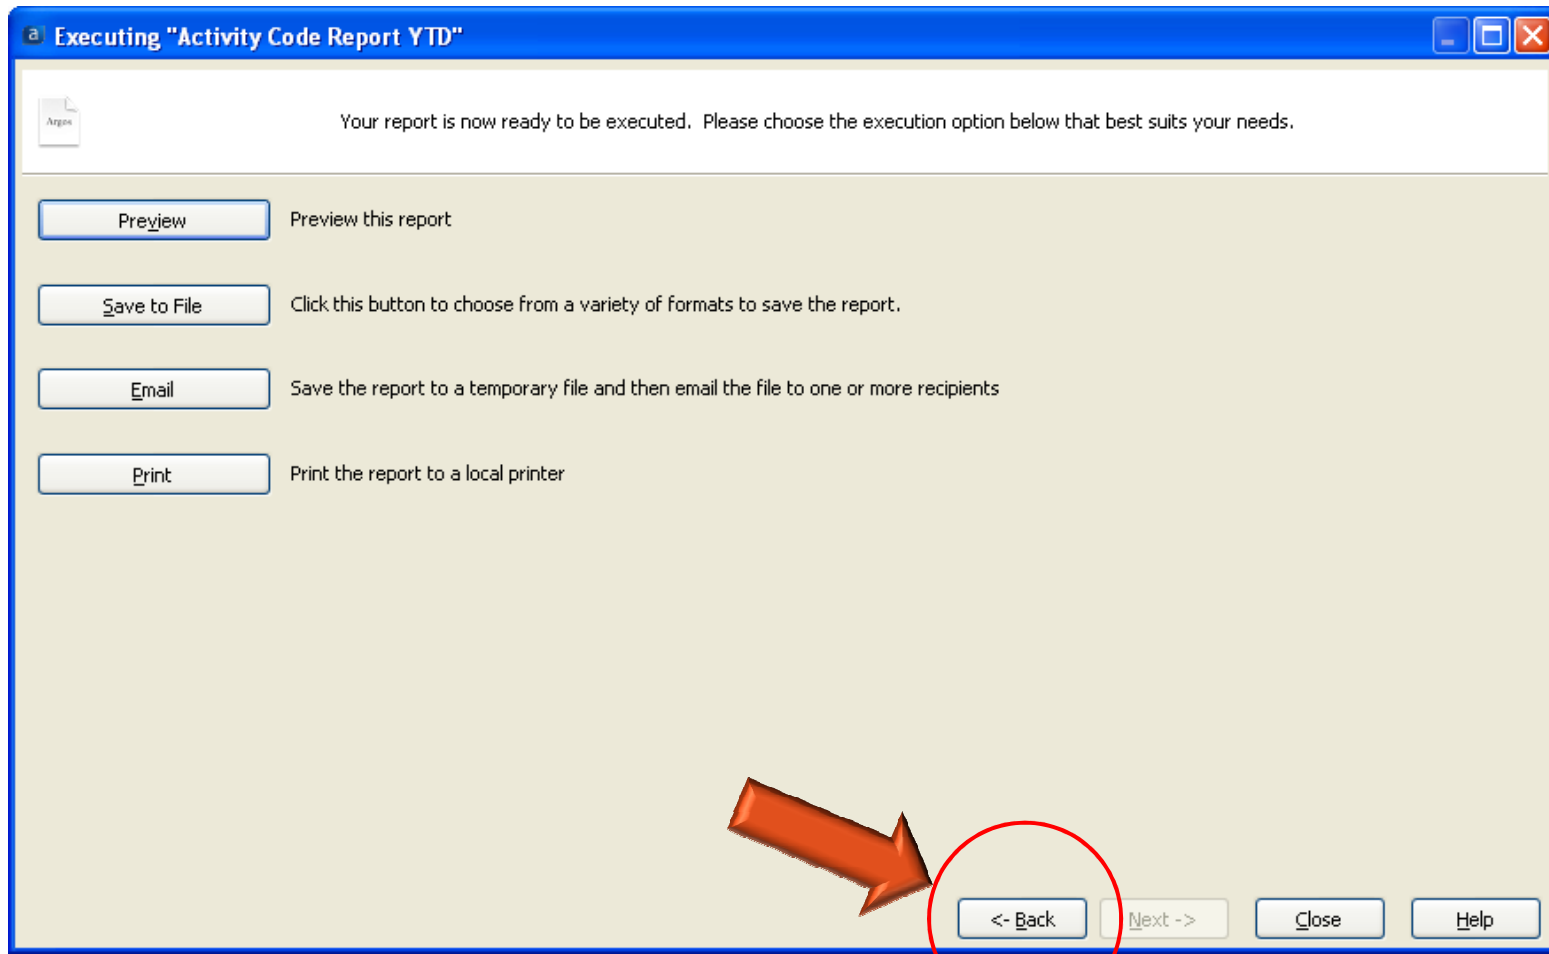 a Executing "Activity Code Report YTD"
Argos
Your report is now ready to be executed. Please choose the execution option below that best suits your needs.
Preview Preview this report
Save to File Click this button to choose from a variety of formats to save the report.
Email Save the report to a temporary file and then email the file to one or more recipients
Print Print the report to a local printer
<- Back Next -> Close Help